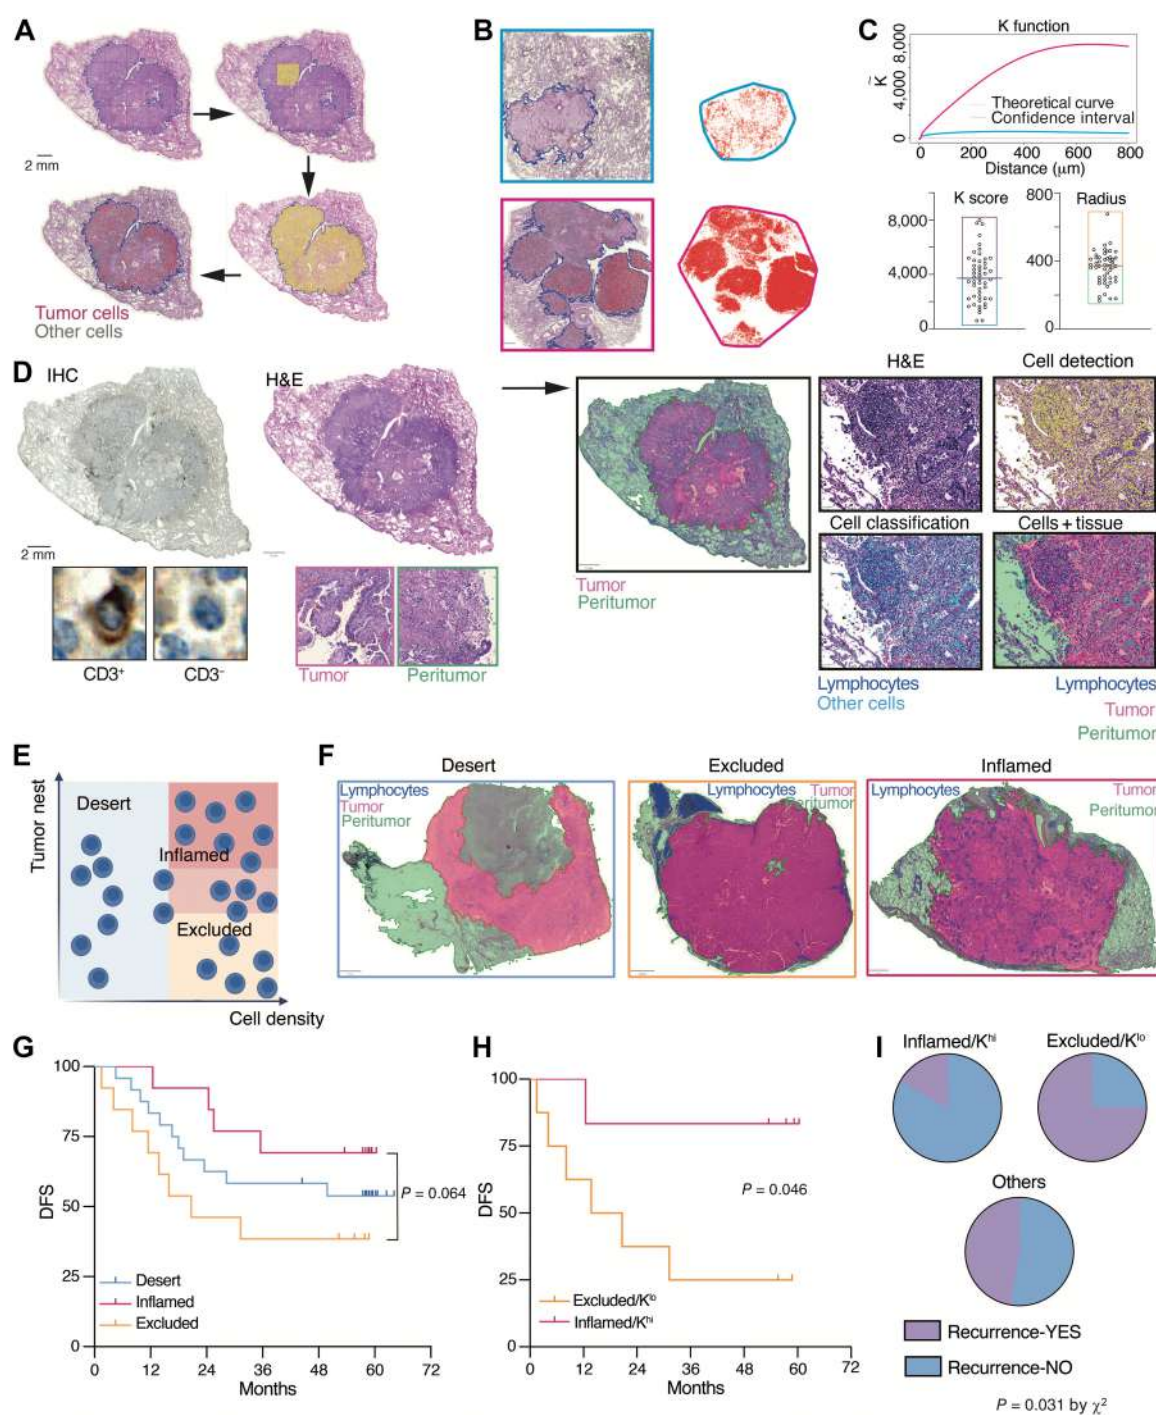 A
2 mm
Tumor cells
Other cells
B
C
K function
K̃
8,000
4,000
0
Theoretical curve
Confidence interval
0 200 400 600 800
Distance (μm)
K score
8,000
4,000
0
Radius
800
400
0
D
IHC
H&E
2 mm
CD3+
CD3−
Tumor
Peritumor
Tumor
Peritumor
H&E
Cell detection
Cell classification
Cells + tissue
Lymphocytes
Other cells
Lymphocytes
Tumor
Peritumor
E
Tumor nest
Desert
Inflamed
Excluded
Cell density
F
Desert
Excluded
Inflamed
Lymphocytes
Tumor
Peritumor
Lymphocytes
Tumor
Peritumor
Lymphocytes
Tumor
Peritumor
G
DFS
100
75
50
25
0
P = 0.064
Desert
Inflamed
Excluded
0 12 24 36 48 60 72
Months
H
DFS
100
75
50
25
0
P = 0.046
Excluded/Klo
Inflamed/Khi
0 12 24 36 48 60 72
Months
I
Inflamed/Khi
Excluded/Klo
Others
Recurrence-YES
Recurrence-NO
P = 0.031 by χ2